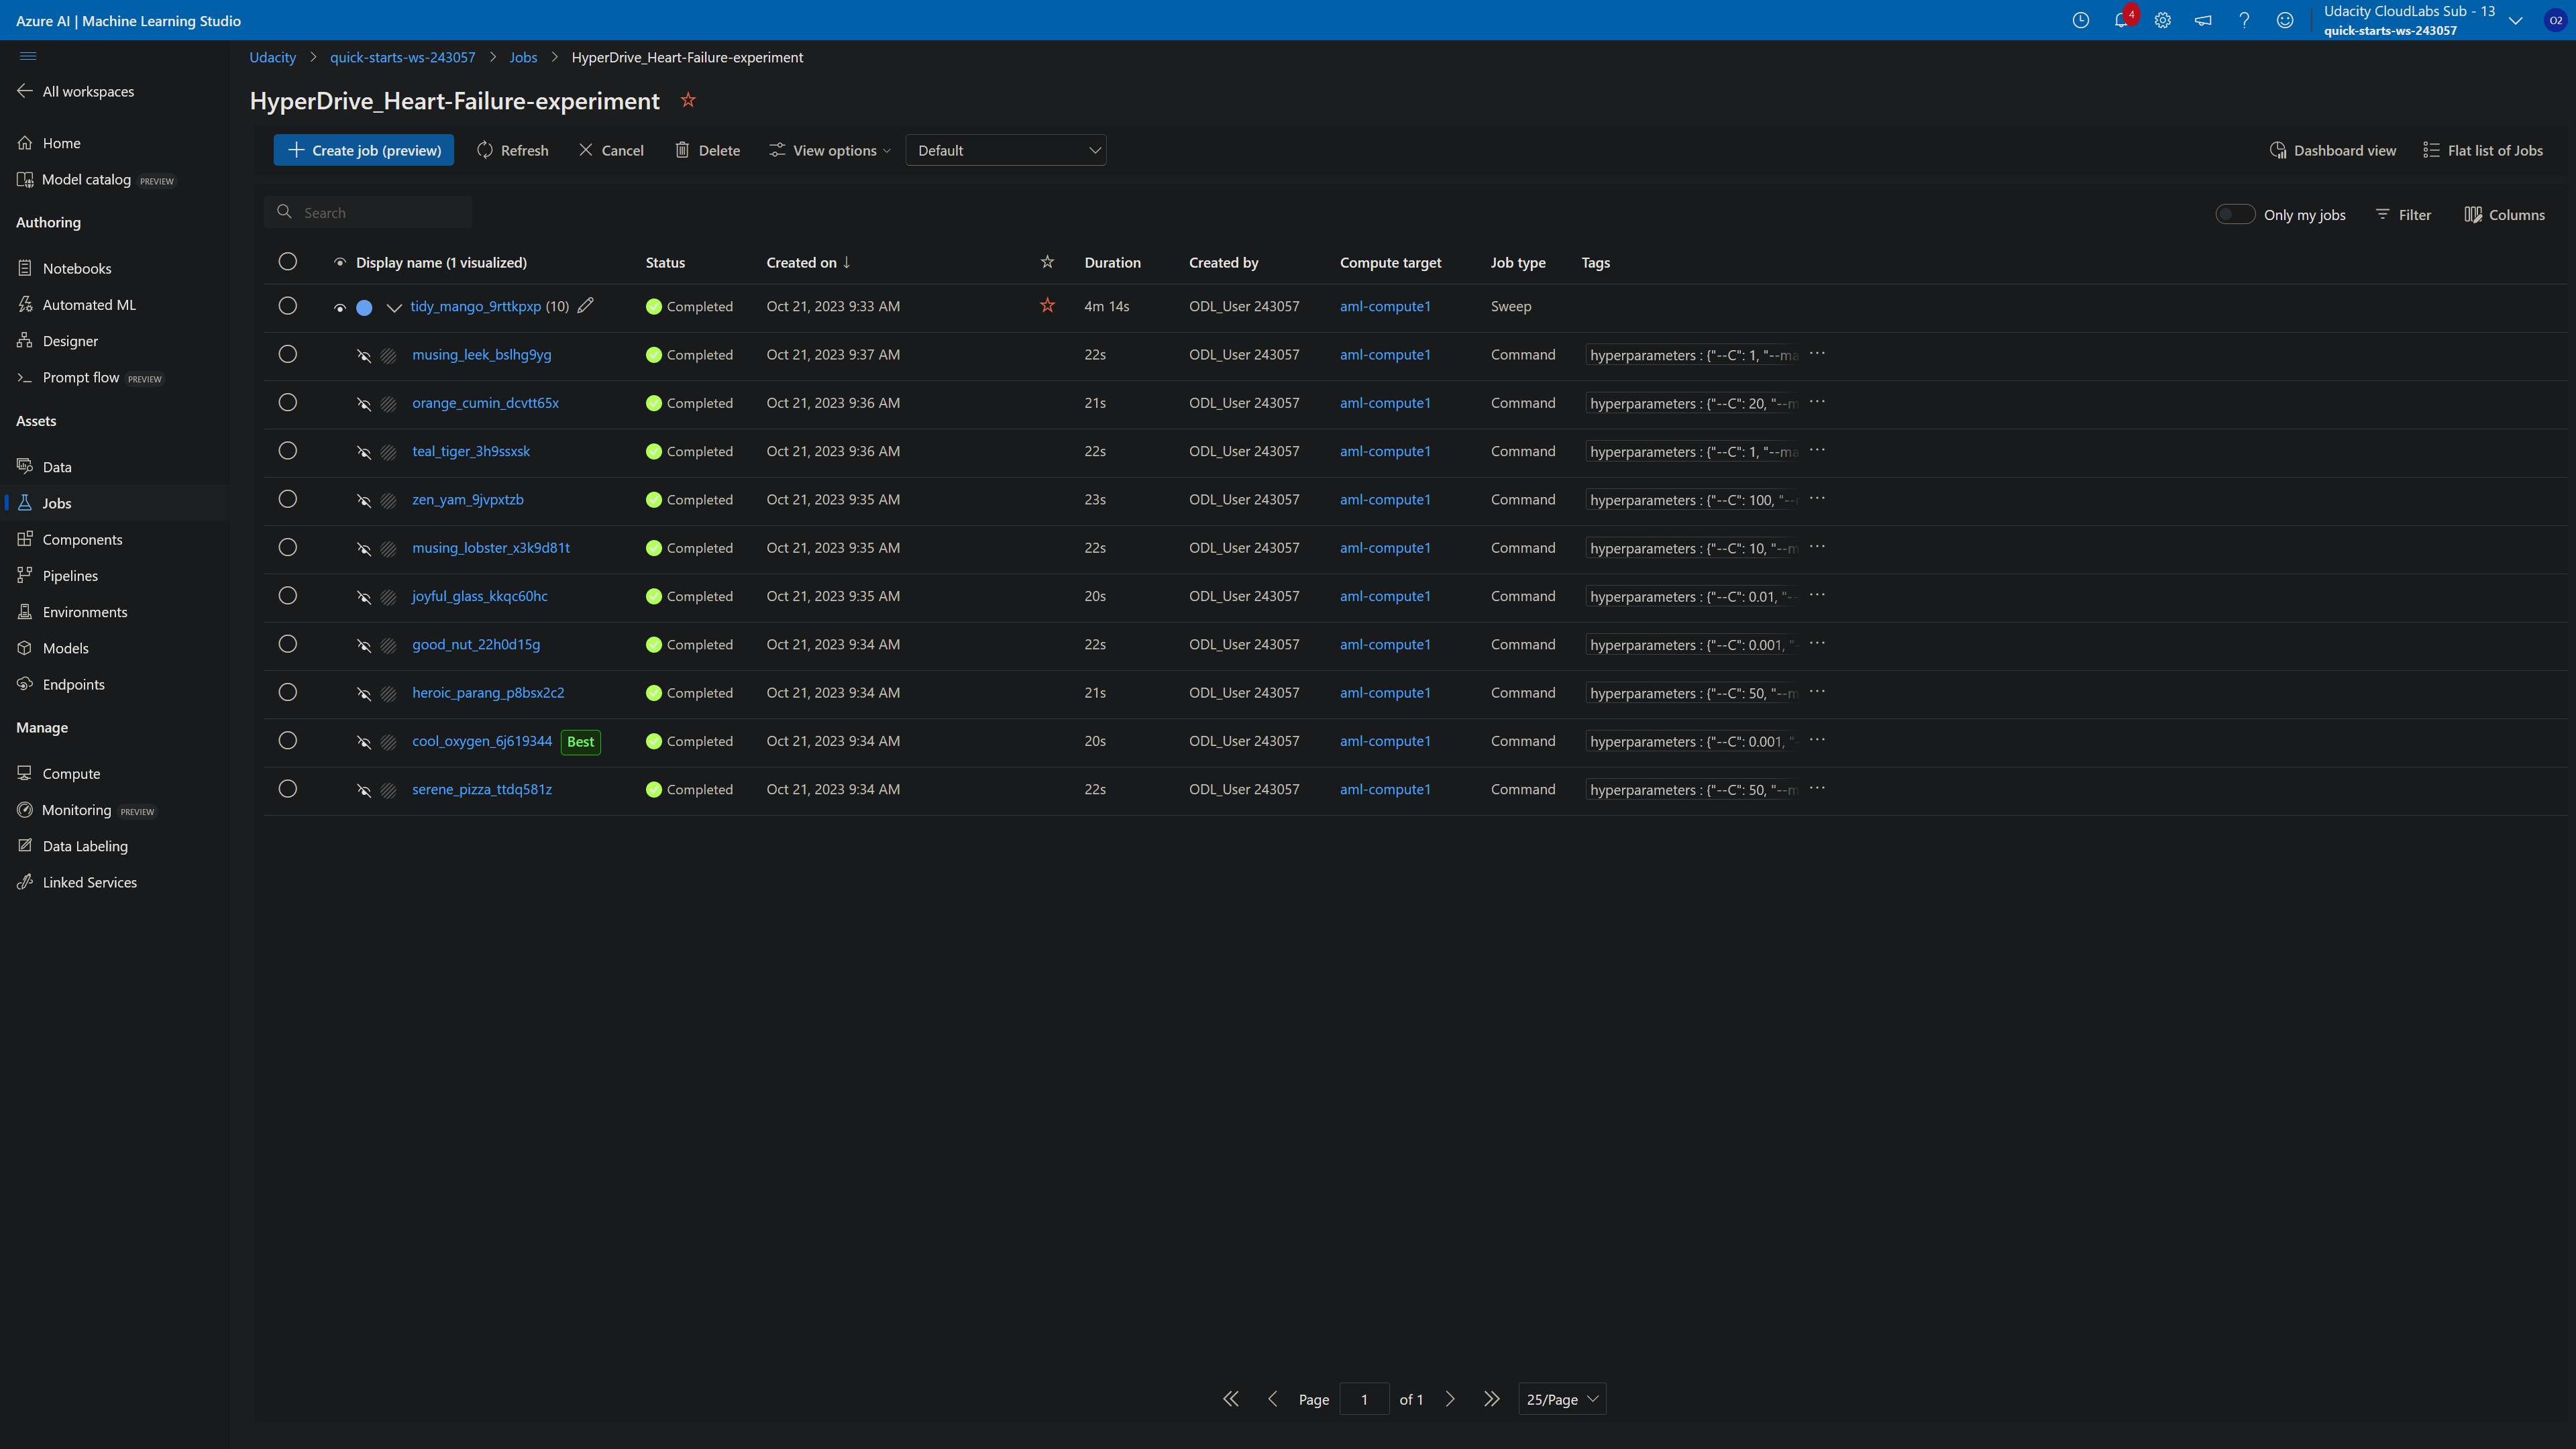 Azure AI | Machine Learning Studio
4
Udacity CloudLabs Sub - 13
quick-starts-ws-243057
O2
All workspaces
Home
Model catalog PREVIEW
Authoring
Notebooks
Automated ML
Designer
Prompt flow PREVIEW
Assets
Data
Jobs
Components
Pipelines
Environments
Models
Endpoints
Manage
Compute
Monitoring PREVIEW
Data Labeling
Linked Services
Udacity > quick-starts-ws-243057 > Jobs > HyperDrive_Heart-Failure-experiment
HyperDrive_Heart-Failure-experiment
Create job (preview) Refresh Cancel Delete View options Default Dashboard view Flat list of Jobs
Search Only my jobs Filter Columns
Display name (1 visualized) Status Created on ↓ Duration Created by Compute target Job type Tags
tidy_mango_9rttkpxp (10) Completed Oct 21, 2023 9:33 AM 4m 14s ODL_User 243057 aml-compute1 Sweep
musing_leek_bslhg9yg Completed Oct 21, 2023 9:37 AM 22s ODL_User 243057 aml-compute1 Command hyperparameters : {"--C": 1, "--ma ...
orange_cumin_dcvtt65x Completed Oct 21, 2023 9:36 AM 21s ODL_User 243057 aml-compute1 Command hyperparameters : {"--C": 20, "--m ...
teal_tiger_3h9ssxsk Completed Oct 21, 2023 9:36 AM 22s ODL_User 243057 aml-compute1 Command hyperparameters : {"--C": 1, "--ma ...
zen_yam_9jvpxtzb Completed Oct 21, 2023 9:35 AM 23s ODL_User 243057 aml-compute1 Command hyperparameters : {"--C": 100, "-- ...
musing_lobster_x3k9d81t Completed Oct 21, 2023 9:35 AM 22s ODL_User 243057 aml-compute1 Command hyperparameters : {"--C": 10, "--m ...
joyful_glass_kkqc60hc Completed Oct 21, 2023 9:35 AM 20s ODL_User 243057 aml-compute1 Command hyperparameters : {"--C": 0.01, "-- ...
good_nut_22h0d15g Completed Oct 21, 2023 9:34 AM 22s ODL_User 243057 aml-compute1 Command hyperparameters : {"--C": 0.001, "- ...
heroic_parang_p8bsx2c2 Completed Oct 21, 2023 9:34 AM 21s ODL_User 243057 aml-compute1 Command hyperparameters : {"--C": 50, "--m ...
cool_oxygen_6j619344 Best Completed Oct 21, 2023 9:34 AM 20s ODL_User 243057 aml-compute1 Command hyperparameters : {"--C": 0.001, "- ...
serene_pizza_ttdq581z Completed Oct 21, 2023 9:34 AM 22s ODL_User 243057 aml-compute1 Command hyperparameters : {"--C": 50, "--m ...
Page 1 of 1 25/Page